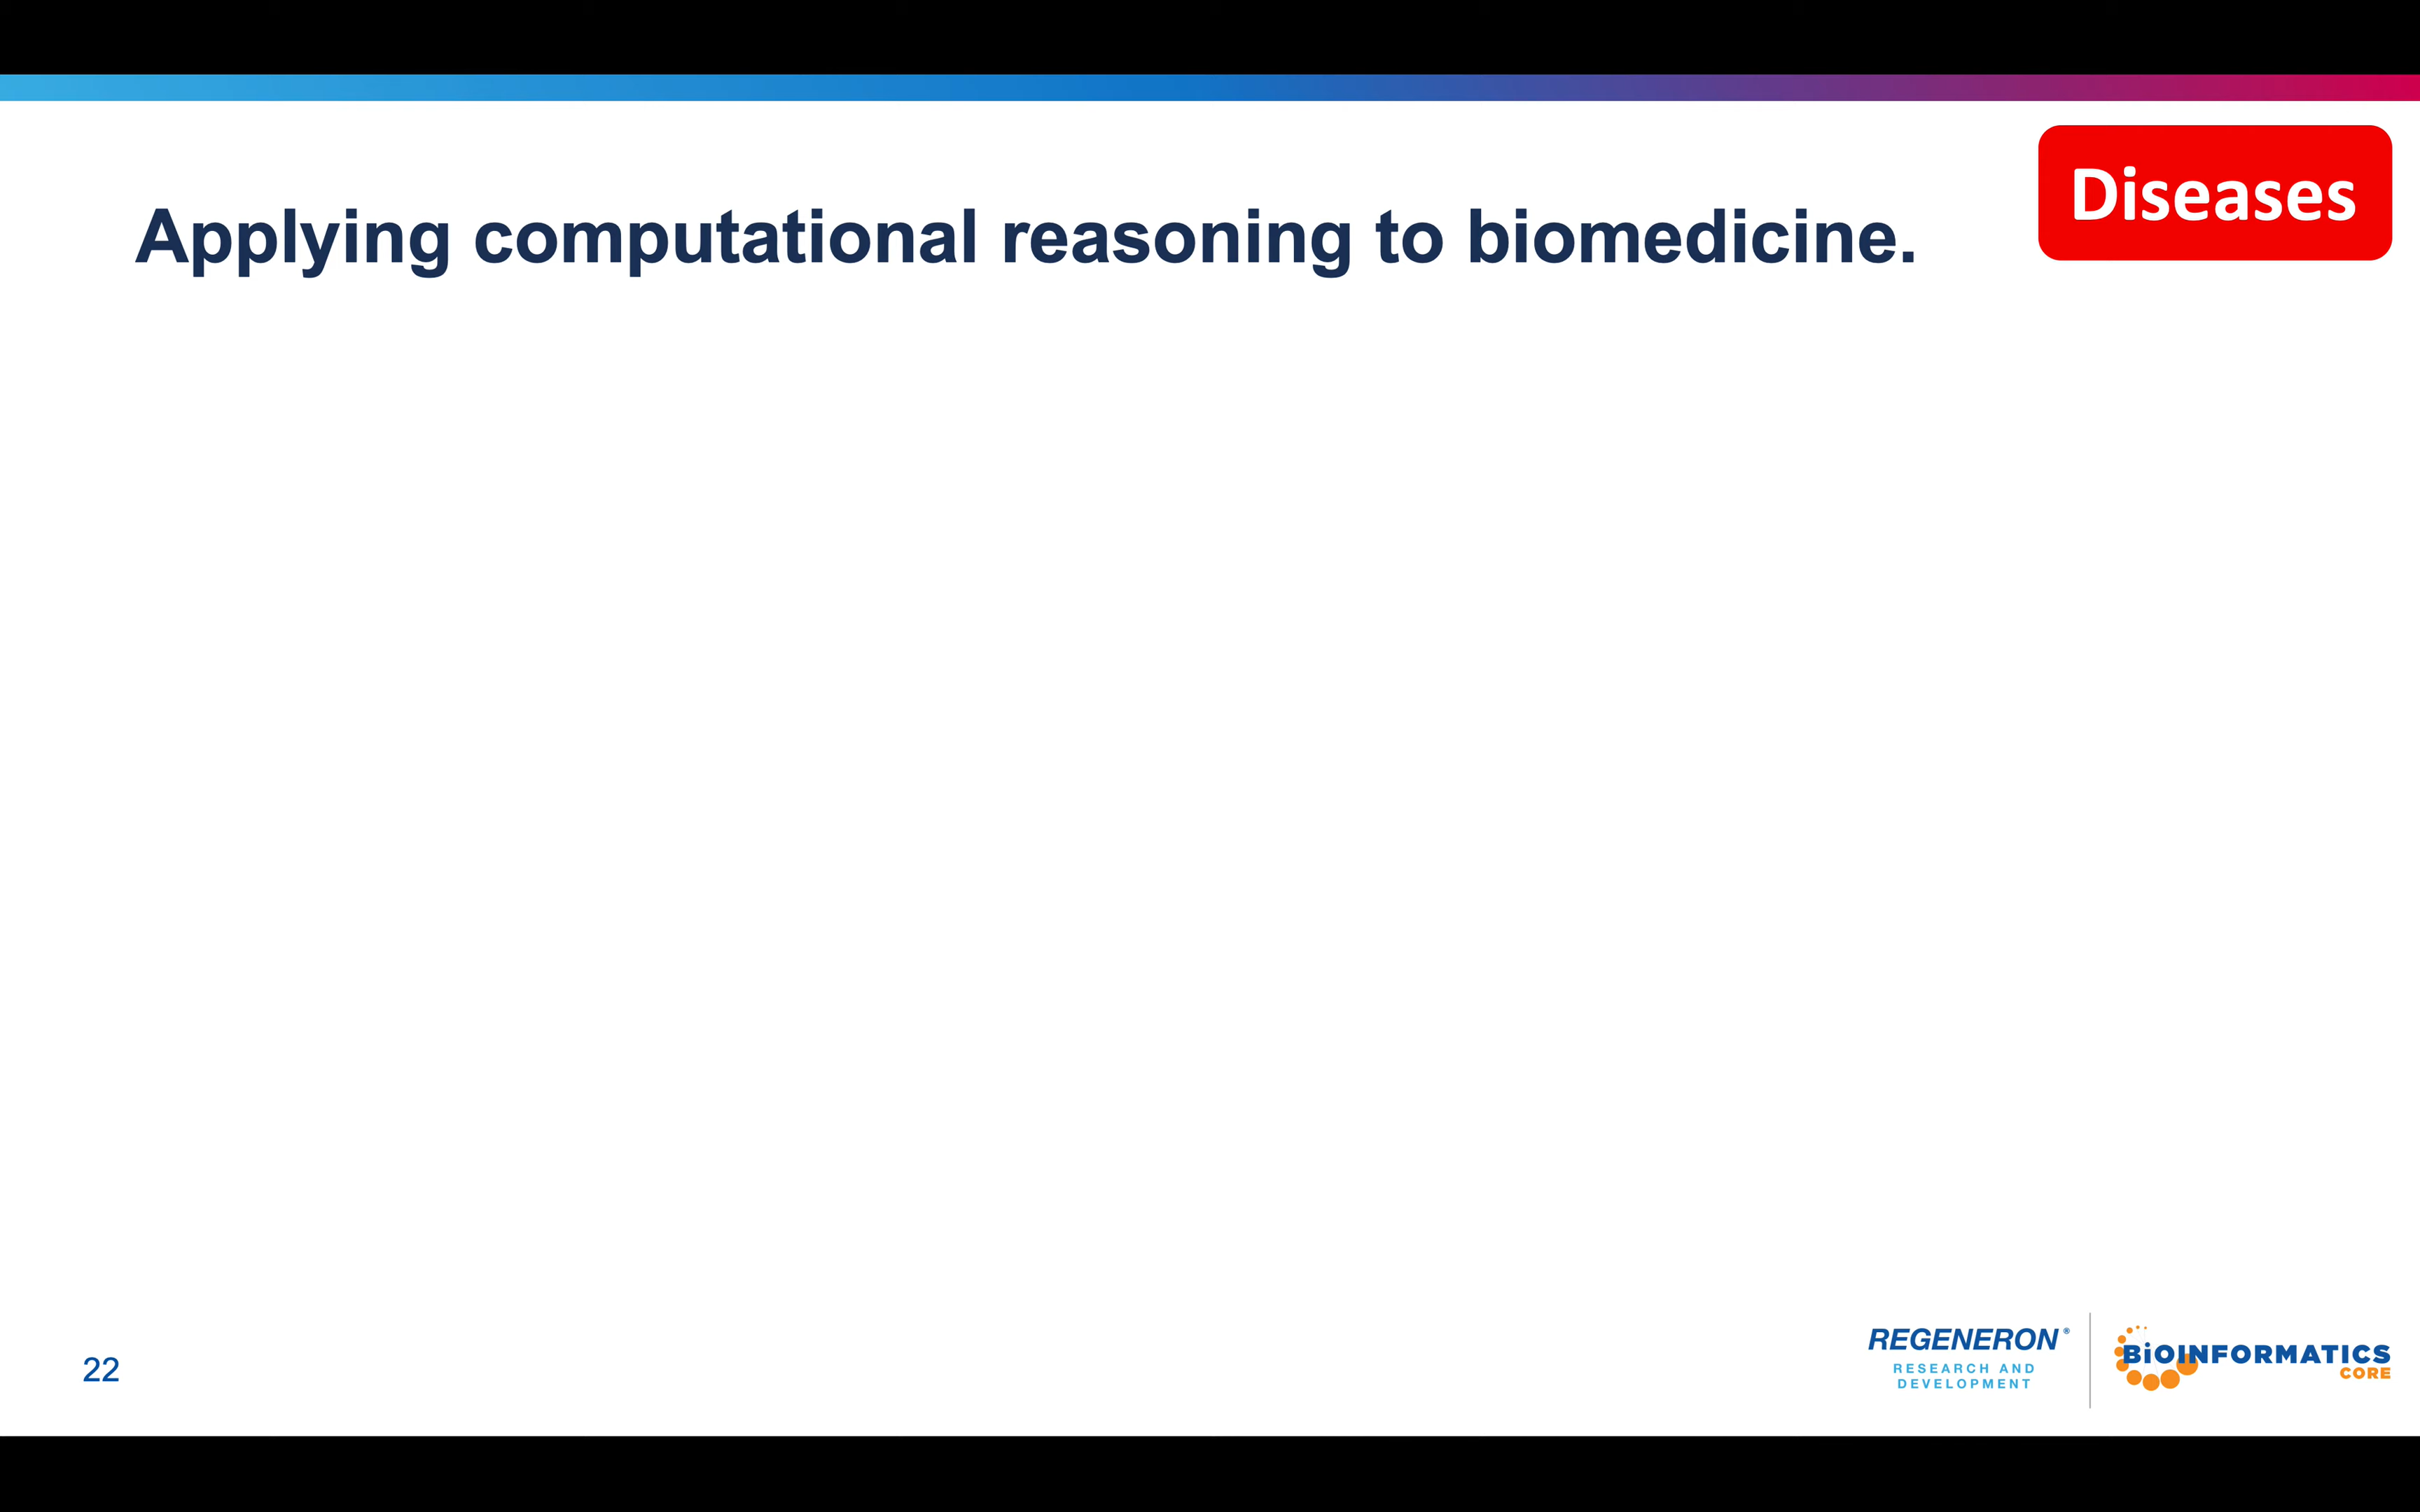 Diseases
Applying computational reasoning to biomedicine.
22
REGENERON®
RESEARCH AND
DEVELOPMENT
BiOINFORMATICS
CORE